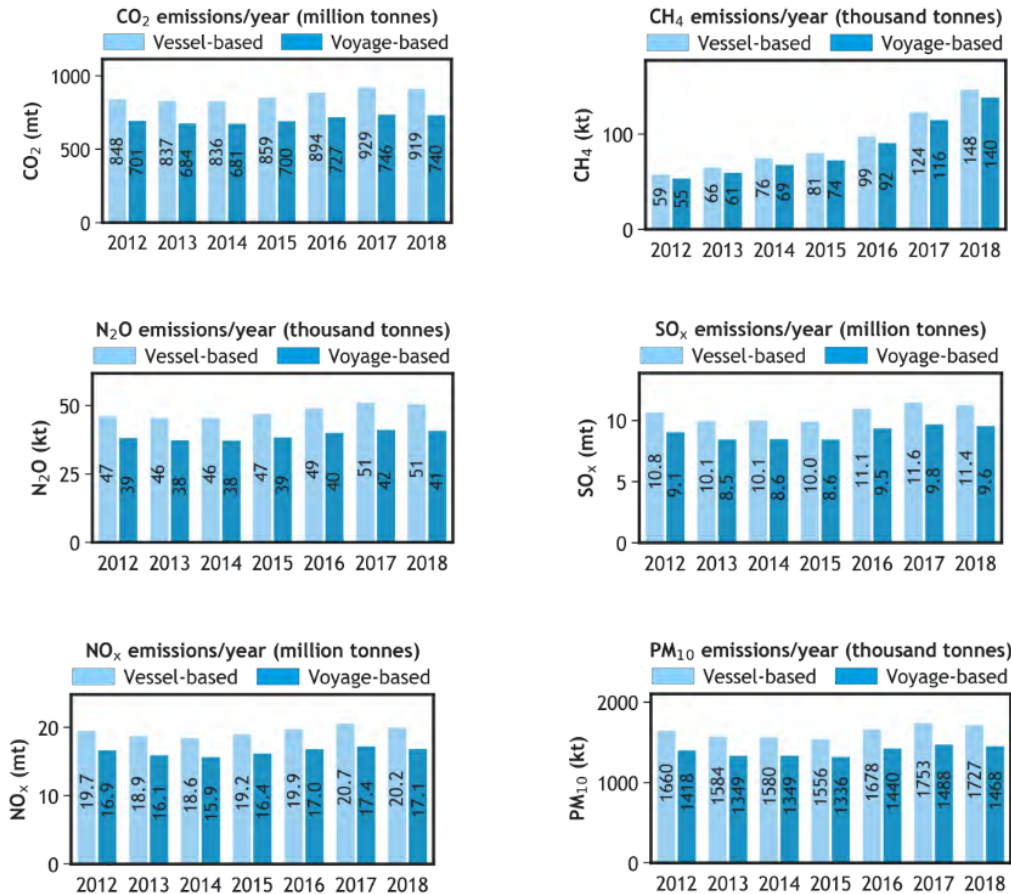 CO₂ emissions/year (million tonnes)
Vessel-based Voyage-based
1000
500
0
CO₂ (mt)
848 701 837 684 836 681 859 700 894 727 929 746 919 740
2012 2013 2014 2015 2016 2017 2018
CH₄ emissions/year (thousand tonnes)
Vessel-based Voyage-based
100
0
CH₄ (kt)
59 55 66 61 76 69 81 74 99 92 124 116 148 140
2012 2013 2014 2015 2016 2017 2018
N₂O emissions/year (thousand tonnes)
Vessel-based Voyage-based
50
25
0
N₂O (kt)
47 39 46 38 46 38 47 39 49 40 51 42 51 41
2012 2013 2014 2015 2016 2017 2018
SOₓ emissions/year (million tonnes)
Vessel-based Voyage-based
10
5
0
SOₓ (mt)
10.8 9.1 10.1 8.5 10.1 8.6 10.0 8.6 11.1 9.5 11.6 9.8 11.4 9.6
2012 2013 2014 2015 2016 2017 2018
NOₓ emissions/year (million tonnes)
Vessel-based Voyage-based
20
10
0
NOₓ (mt)
19.7 16.9 18.9 16.1 18.6 15.9 19.2 16.4 19.9 17.0 20.7 17.4 20.2 17.1
2012 2013 2014 2015 2016 2017 2018
PM₁₀ emissions/year (thousand tonnes)
Vessel-based Voyage-based
2000
1000
0
PM₁₀ (kt)
1660 1418 1584 1349 1580 1349 1556 1336 1678 1440 1753 1488 1727 1468
2012 2013 2014 2015 2016 2017 2018